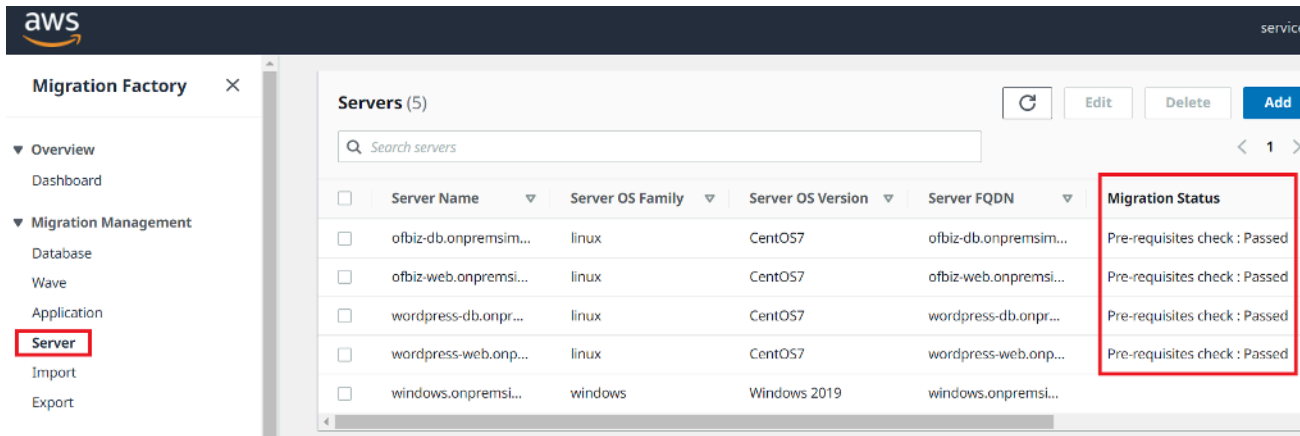 aws
service
Migration Factory
Servers (5)
Edit Delete Add
Search servers
1
Overview
Dashboard
Migration Management
Database
Wave
Application
Server
Import
Export
Server Name Server OS Family Server OS Version Server FQDN Migration Status
ofbiz-db.onpremsim... linux CentOS7 ofbiz-db.onpremsim... Pre-requisites check : Passed
ofbiz-web.onpremsi... linux CentOS7 ofbiz-web.onpremsi... Pre-requisites check : Passed
wordpress-db.onpr... linux CentOS7 wordpress-db.onpr... Pre-requisites check : Passed
wordpress-web.onp... linux CentOS7 wordpress-web.onp... Pre-requisites check : Passed
windows.onpremsi... windows Windows 2019 windows.onpremsi...